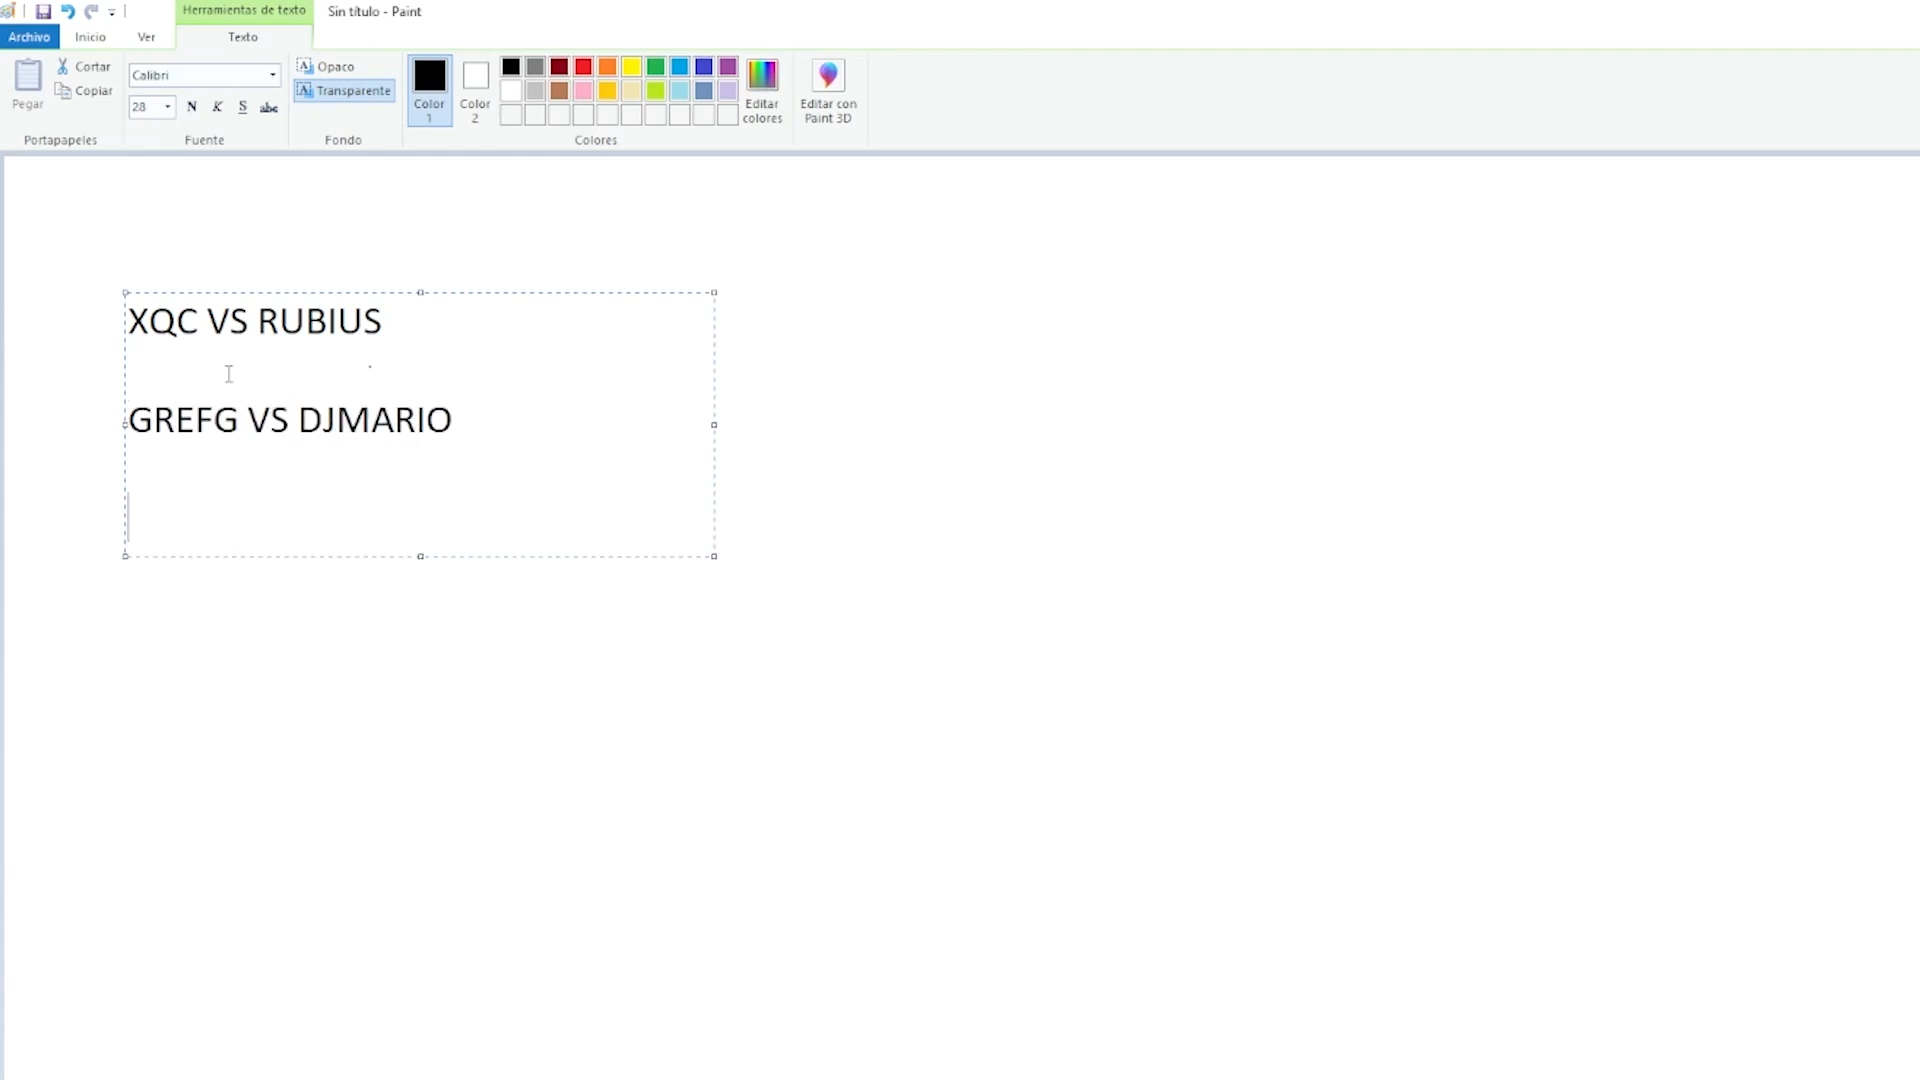 Herramientas de texto
Sin título - Paint
Archivo
Inicio
Ver
Texto
Pegar
Cortar
Copiar
Portapapeles
Calibri
28
N K S abc
Fuente
Opaco
Transparente
Fondo
Color 1
Color 2
Editar colores
Colores
Editar con Paint 3D
XQC VS RUBIUS
GREFG VS DJMARIO